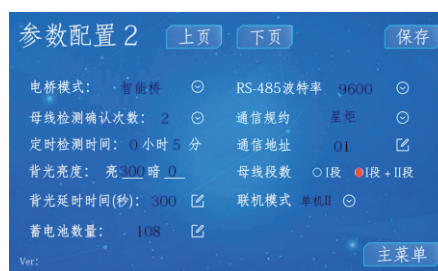 参数配置2 上页 下页 保存
电桥模式： 智能桥 RS-485波特率 9600
母线检测确认次数： 2 通信规约 星炬
定时检测时间： 0 小时 5 分 通信地址 01
背光亮度： 亮 300 暗 0 母线段数 I段 I段+II段
背光延时时间(秒)： 300 联机模式 单机II
蓄电池数量： 108
Ver: 主菜单